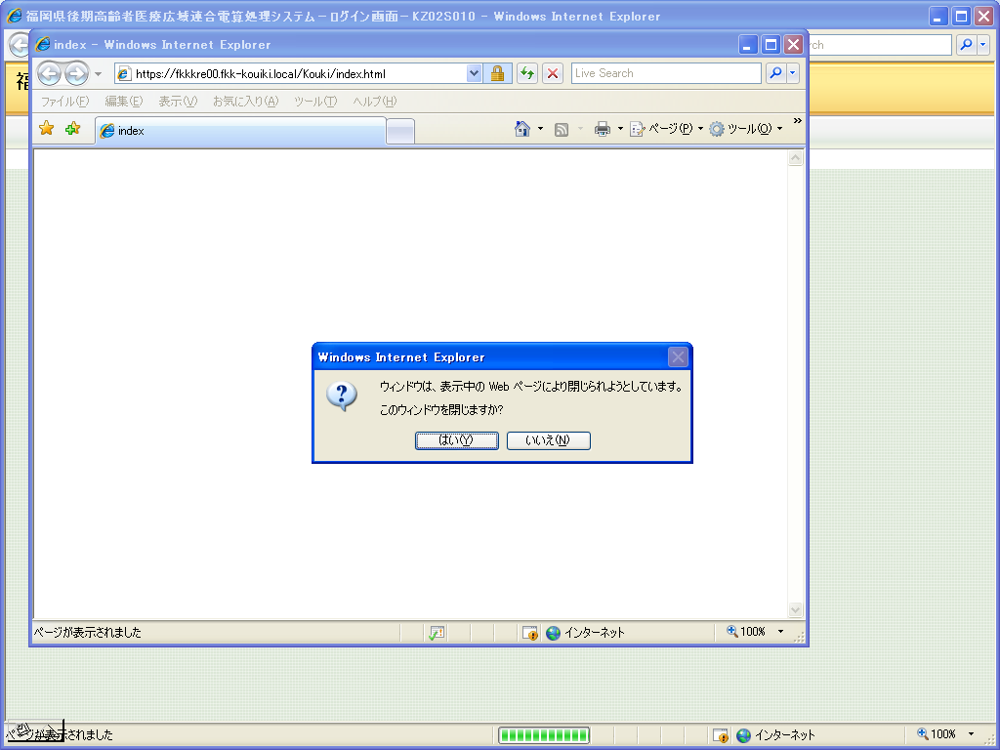 福岡県後期高齢者医療広域連合電算処理システム－ログイン画面－KZ02S010 - Windows Internet Explorer
index - Windows Internet Explorer
rch
https://fkkkre00.fkk-kouiki.local/Kouki/index.html
Live Search
福
ファイル(F) 編集(E) 表示(V) お気に入り(A) ツール(T) ヘルプ(H)
index
ページ(P) ツール(O) »
Windows Internet Explorer
ウィンドウは、表示中の Web ページにより閉じられようとしています。
このウィンドウを閉じますか?
はい(Y) いいえ(N)
ページが表示されました インターネット 100%
ページが表示されました インターネット 100%